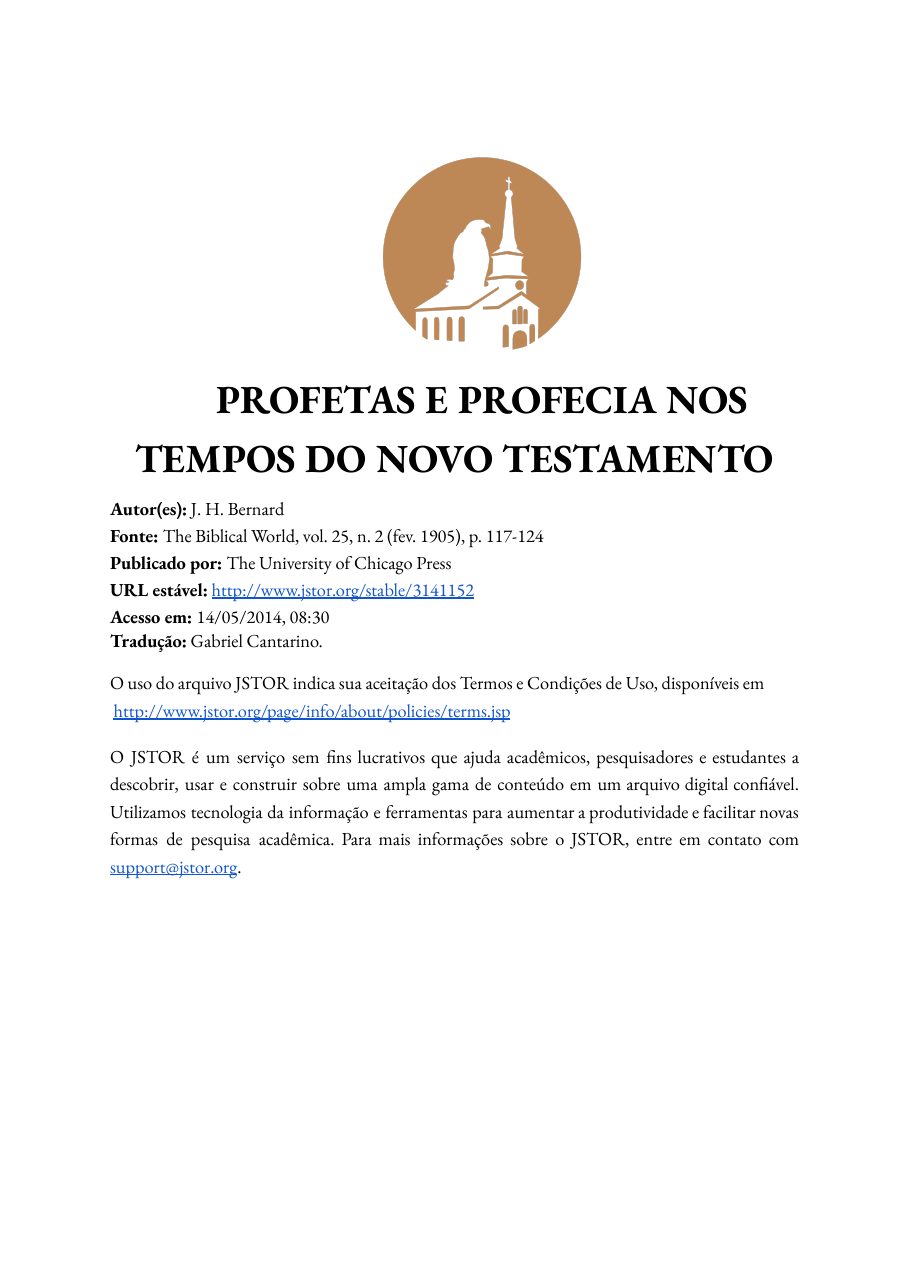 PROFETAS E PROFECIA NOS
TEMPOS DO NOVO TESTAMENTO
Autor(es): J. H. Bernard
Fonte: The Biblical World, vol. 25, n. 2 (fev. 1905), p. 117-124
Publicado por: The University of Chicago Press
URL estável: http://www.jstor.org/stable/3141152
Acesso em: 14/05/2014, 08:30
Tradução: Gabriel Cantarino.
O uso do arquivo JSTOR indica sua aceitação dos Termos e Condições de Uso, disponíveis em
http://www.jstor.org/page/info/about/policies/terms.jsp
O JSTOR é um serviço sem fins lucrativos que ajuda acadêmicos, pesquisadores e estudantes a
descobrir, usar e construir sobre uma ampla gama de conteúdo em um arquivo digital confiável.
Utilizamos tecnologia da informação e ferramentas para aumentar a produtividade e facilitar novas
formas de pesquisa acadêmica. Para mais informações sobre o JSTOR, entre em contato com
support@jstor.org.